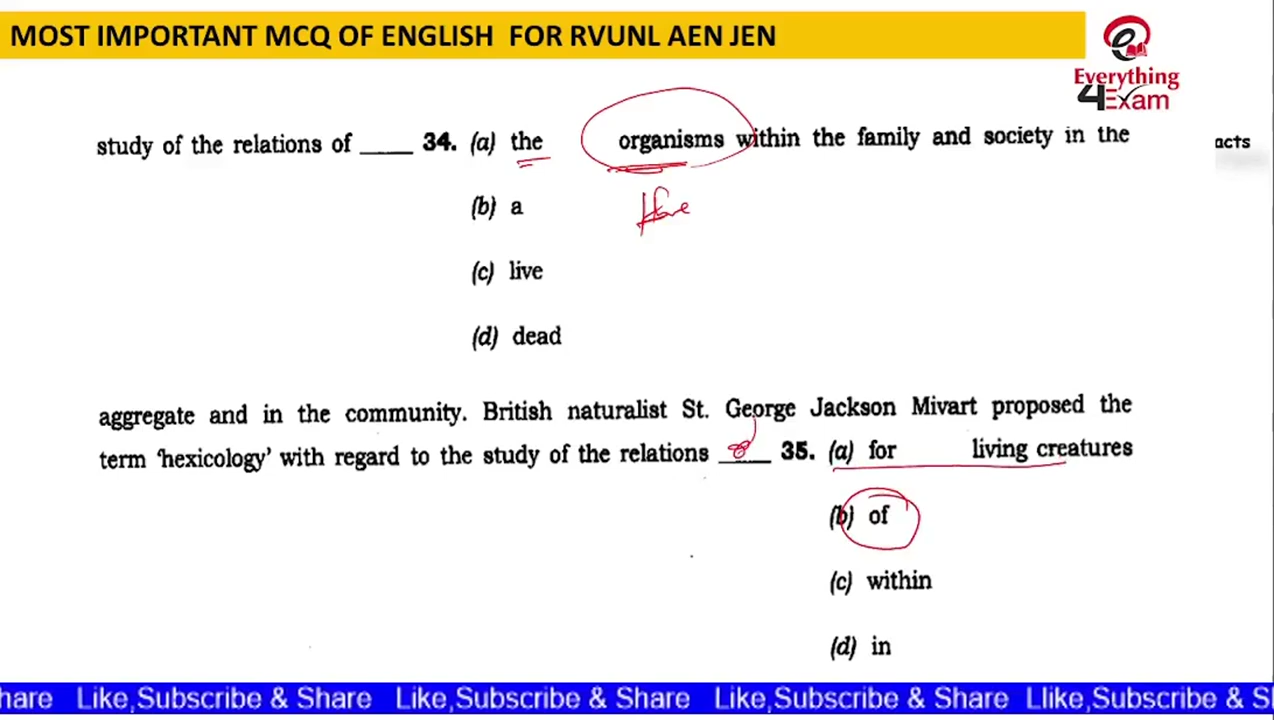 MOST IMPORTANT MCQ OF ENGLISH FOR RVUNL AEN JEN
Everything
4Exam
study of the relations of ____ 34. (a) the organisms within the family and society in the
acts
(b) a
(c) live
(d) dead
aggregate and in the community. British naturalist St. George Jackson Mivart proposed the
term 'hexicology' with regard to the study of the relations ____ 35. (a) for living creatures
(b) of
(c) within
(d) in
hare Like,Subscribe & Share Like,Subscribe & Share Like,Subscribe & Share Llike,Subscribe & S